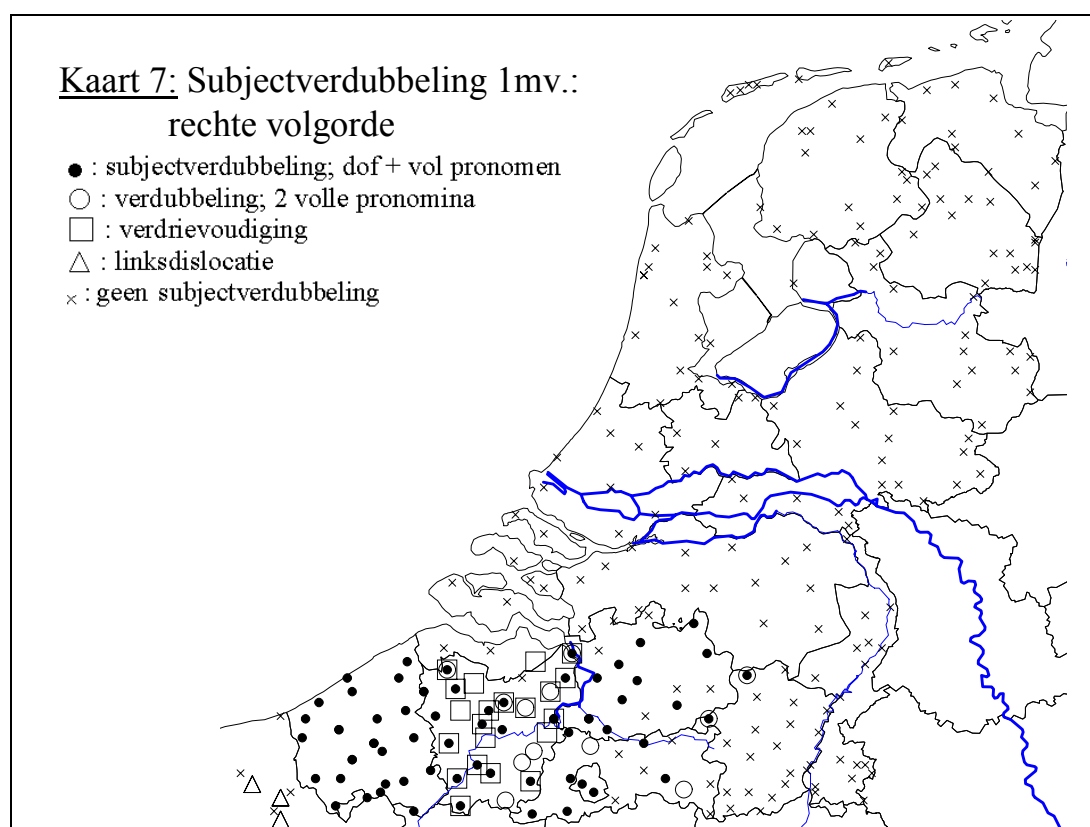 Kaart 7: Subjectverdubbeling 1mv.:
rechte volgorde
: subjectverdubbeling; dof + vol pronomen
: verdubbeling; 2 volle pronomina
: verdrievoudiging
: linksdislocatie
: geen subjectverdubbeling